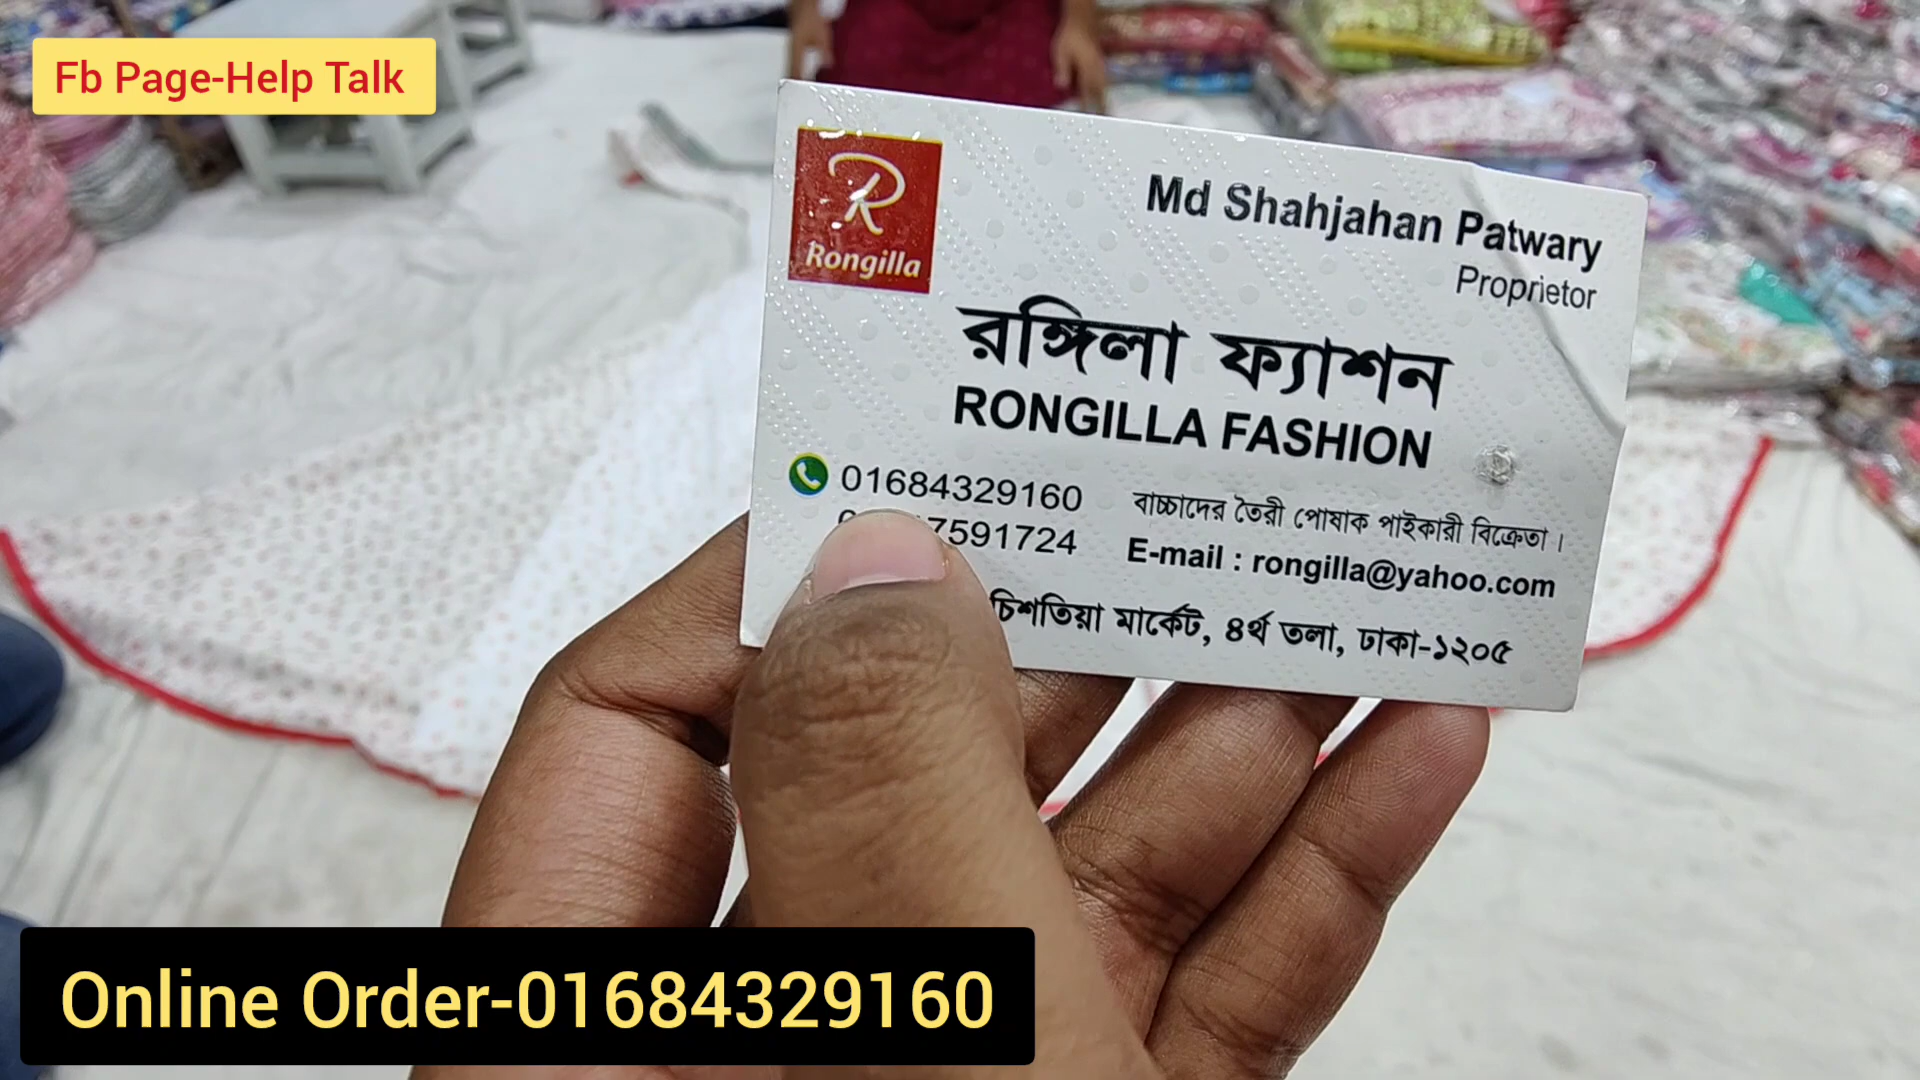 Fb Page-Help Talk
R
Rongilla
Md Shahjahan Patwary
Proprietor
রঙ্গিলা ফ্যাশন
RONGILLA FASHION
01684329160
7591724
বাচ্চাদের তৈরী পোষাক পাইকারী বিক্রেতা।
E-mail : rongilla@yahoo.com
চিশতিয়া মার্কেট, ৪র্থ তলা, ঢাকা-১২০৫
Online Order-01684329160